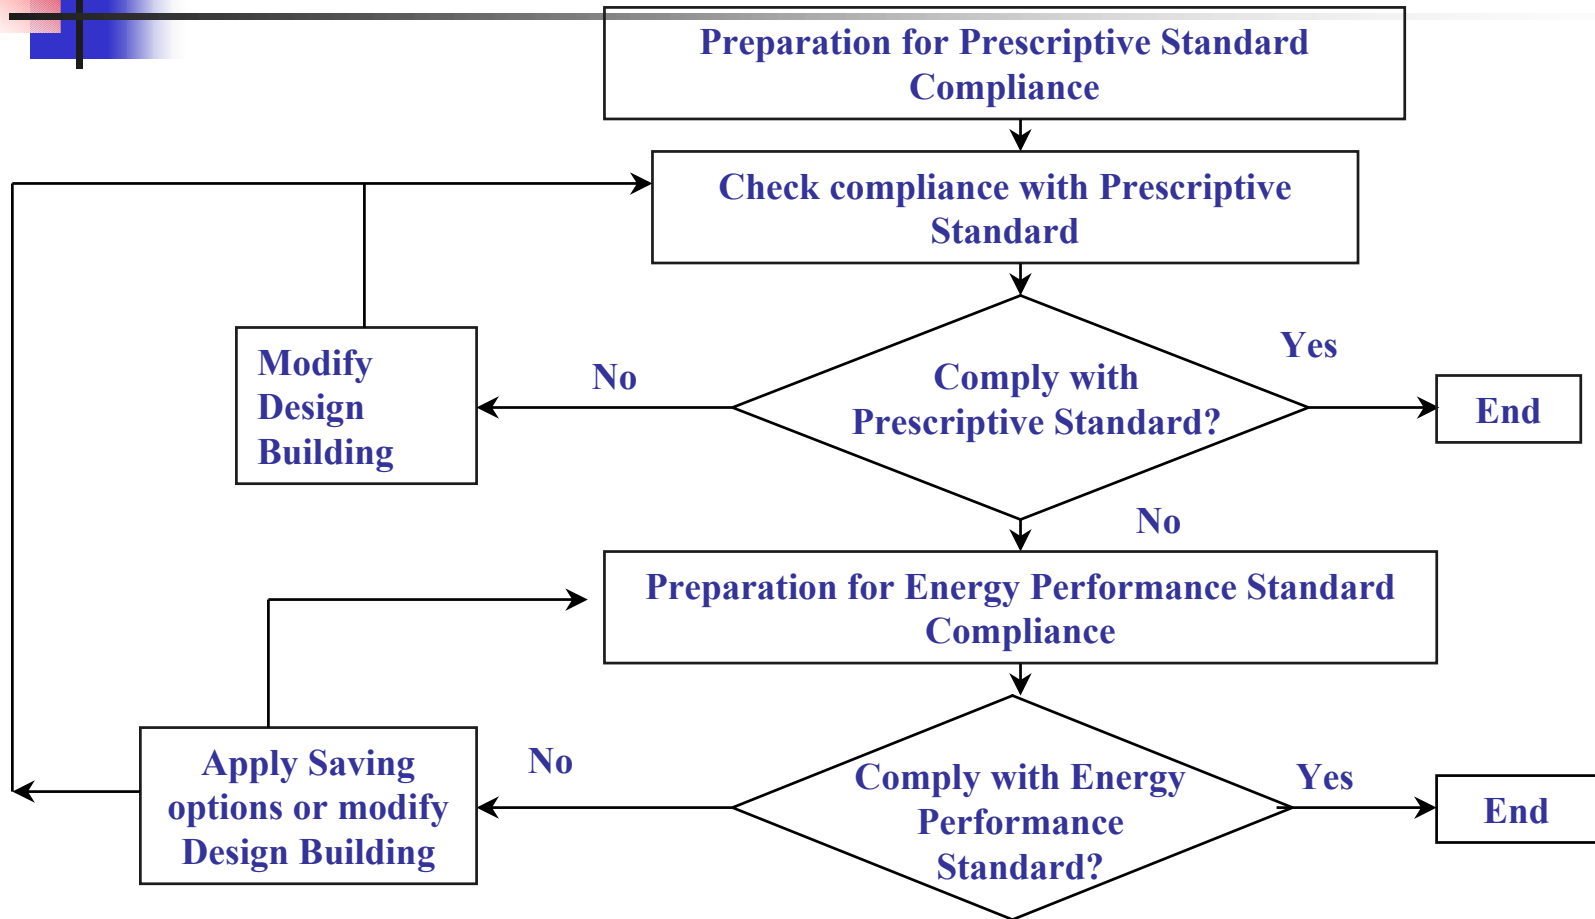 Preparation for Prescriptive Standard
Compliance
Check compliance with Prescriptive
Standard
Yes
Modify
Design
Building
No
Comply with
Prescriptive Standard?
End
No
Preparation for Energy Performance Standard
Compliance
Apply Saving
options or modify
Design Building
No
Comply with Energy
Performance
Standard?
Yes
End